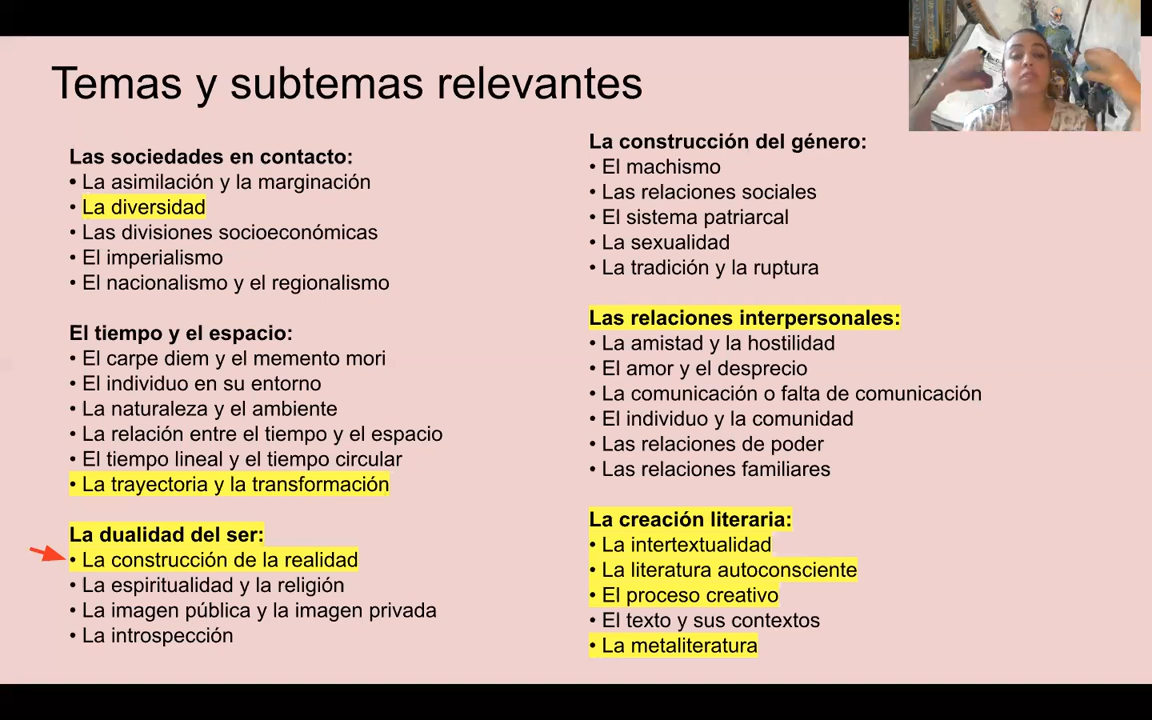 Temas y subtemas relevantes
Las sociedades en contacto:
• La asimilación y la marginación
• La diversidad
• Las divisiones socioeconómicas
• El imperialismo
• El nacionalismo y el regionalismo
El tiempo y el espacio:
• El carpe diem y el memento mori
• El individuo en su entorno
• La naturaleza y el ambiente
• La relación entre el tiempo y el espacio
• El tiempo lineal y el tiempo circular
• La trayectoria y la transformación
La dualidad del ser:
• La construcción de la realidad
• La espiritualidad y la religión
• La imagen pública y la imagen privada
• La introspección
La construcción del género:
• El machismo
• Las relaciones sociales
• El sistema patriarcal
• La sexualidad
• La tradición y la ruptura
Las relaciones interpersonales:
• La amistad y la hostilidad
• El amor y el desprecio
• La comunicación o falta de comunicación
• El individuo y la comunidad
• Las relaciones de poder
• Las relaciones familiares
La creación literaria:
• La intertextualidad
• La literatura autoconsciente
• El proceso creativo
• El texto y sus contextos
• La metaliteratura